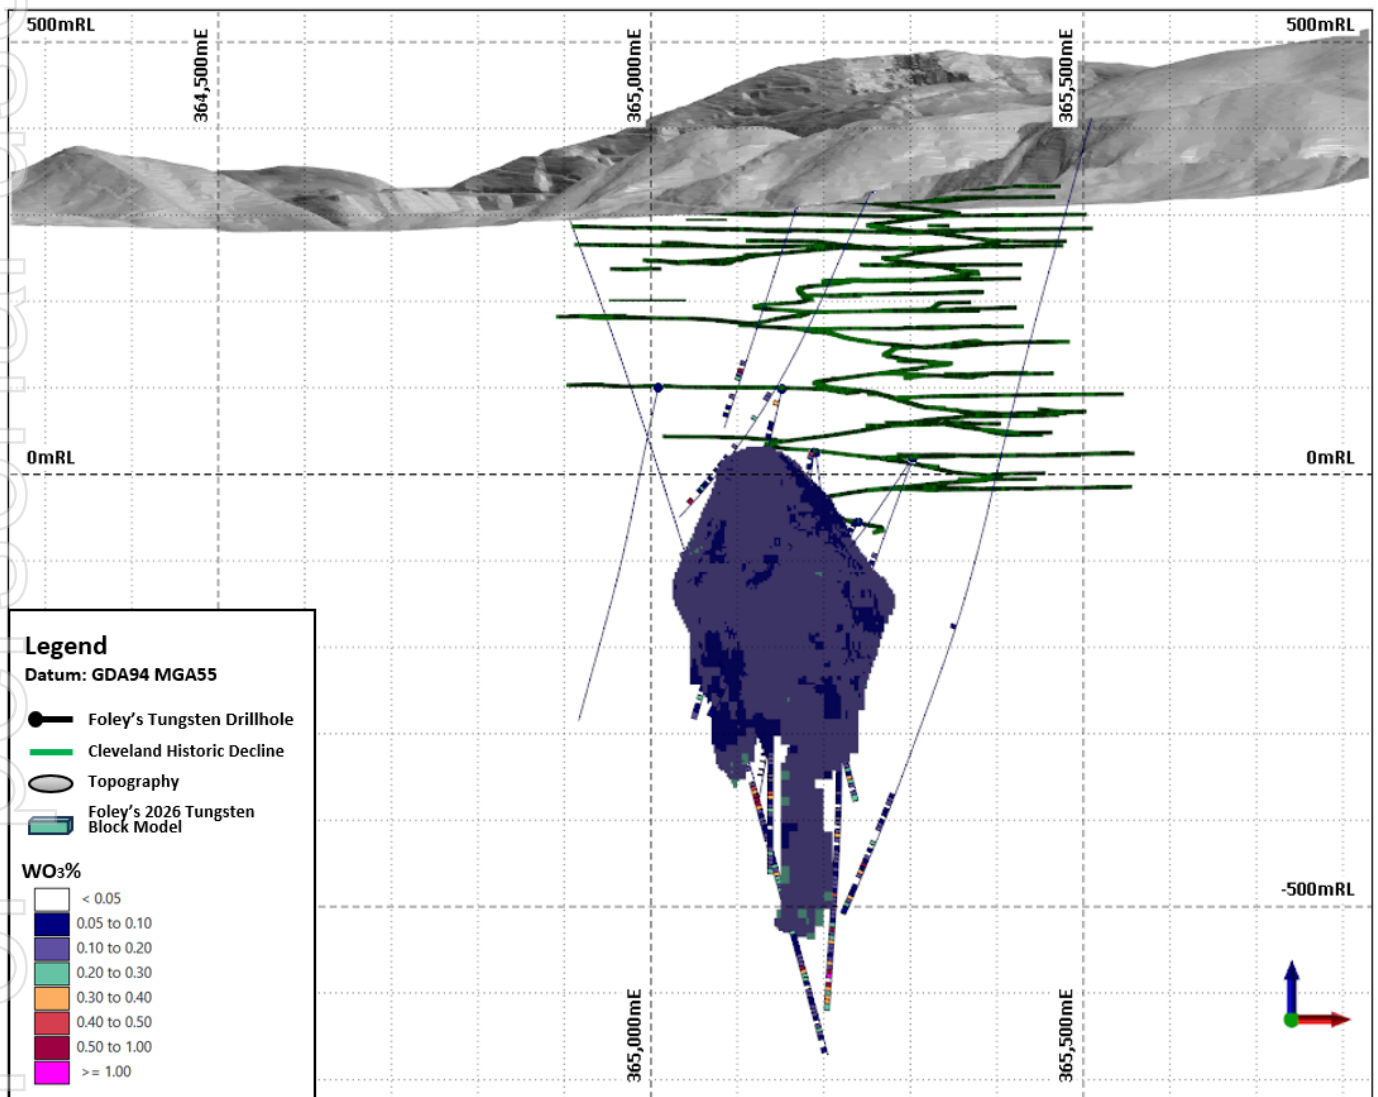 500mRL
500mRL
364,500mE
365,000mE
365,500mE
0mRL
0mRL
-500mRL
365,000mE
365,500mE
Legend
Datum: GDA94 MGA55
Foley's Tungsten Drillhole
Cleveland Historic Decline
Topography
Foley's 2026 Tungsten
Block Model
WO₃%
< 0.05
0.05 to 0.10
0.10 to 0.20
0.20 to 0.30
0.30 to 0.40
0.40 to 0.50
0.50 to 1.00
>= 1.00